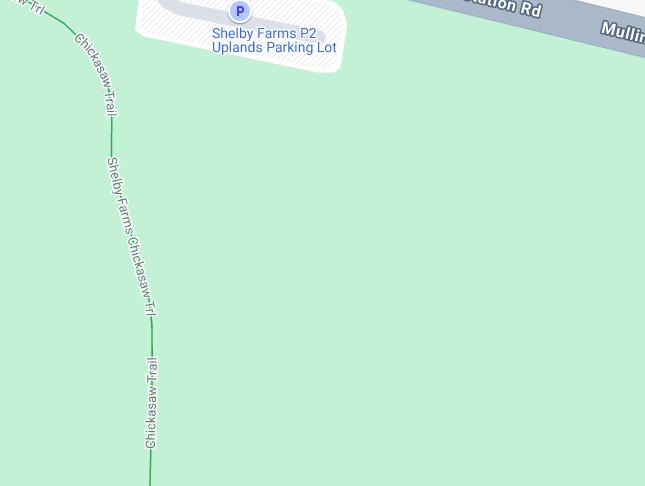 P
Shelby Farms P2
Uplands Parking Lot
Chickasaw Trail
Shelby Farms Chickasaw Trl
Chickasaw Trail